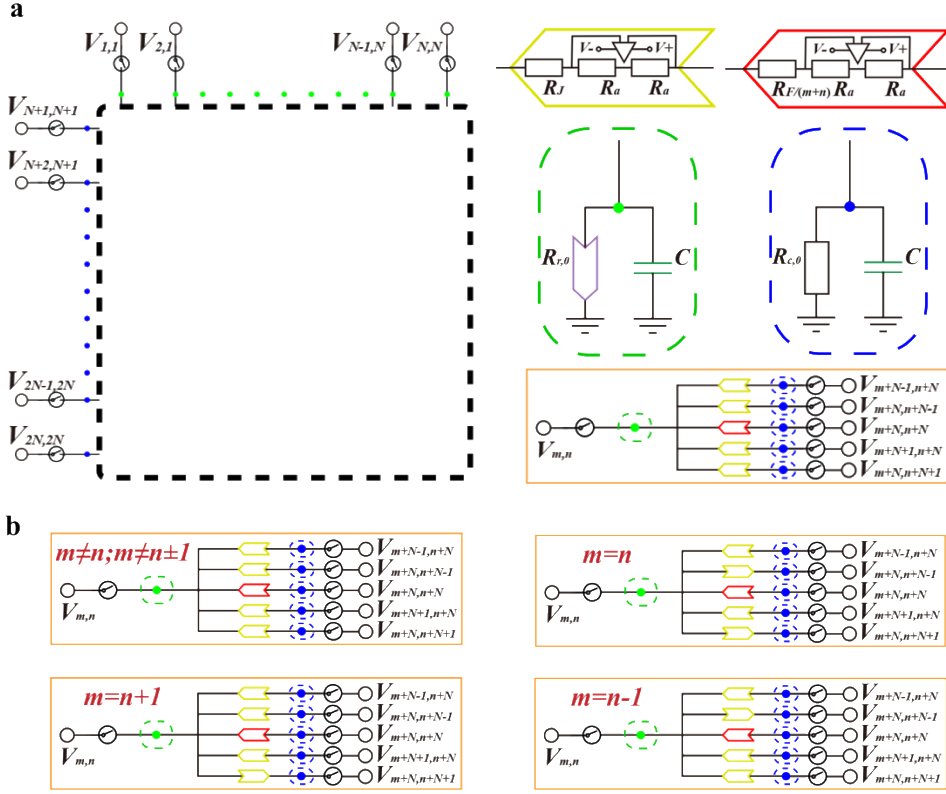 a
V1,1
V2,1
VN-1,N
VN,N
VN+1,N+1
VN+2,N+1
V2N-1,2N
V2N,2N
V-
V+
RJ
Ra
Ra
V-
V+
RF/(m+n)
Ra
Ra
Rr,0
C
Rc,0
C
Vm,n
Vm+N-1,n+N
Vm+N,n+N-1
Vm+N,n+N
Vm+N+1,n+N
Vm+N,n+N+1
b
m≠n;m≠n±1
Vm,n
Vm+N-1,n+N
Vm+N,n+N-1
Vm+N,n+N
Vm+N+1,n+N
Vm+N,n+N+1
m=n
Vm,n
Vm+N-1,n+N
Vm+N,n+N-1
Vm+N,n+N
Vm+N+1,n+N
Vm+N,n+N+1
m=n+1
Vm,n
Vm+N-1,n+N
Vm+N,n+N-1
Vm+N,n+N
Vm+N+1,n+N
Vm+N,n+N+1
m=n-1
Vm,n
Vm+N-1,n+N
Vm+N,n+N-1
Vm+N,n+N
Vm+N+1,n+N
Vm+N,n+N+1